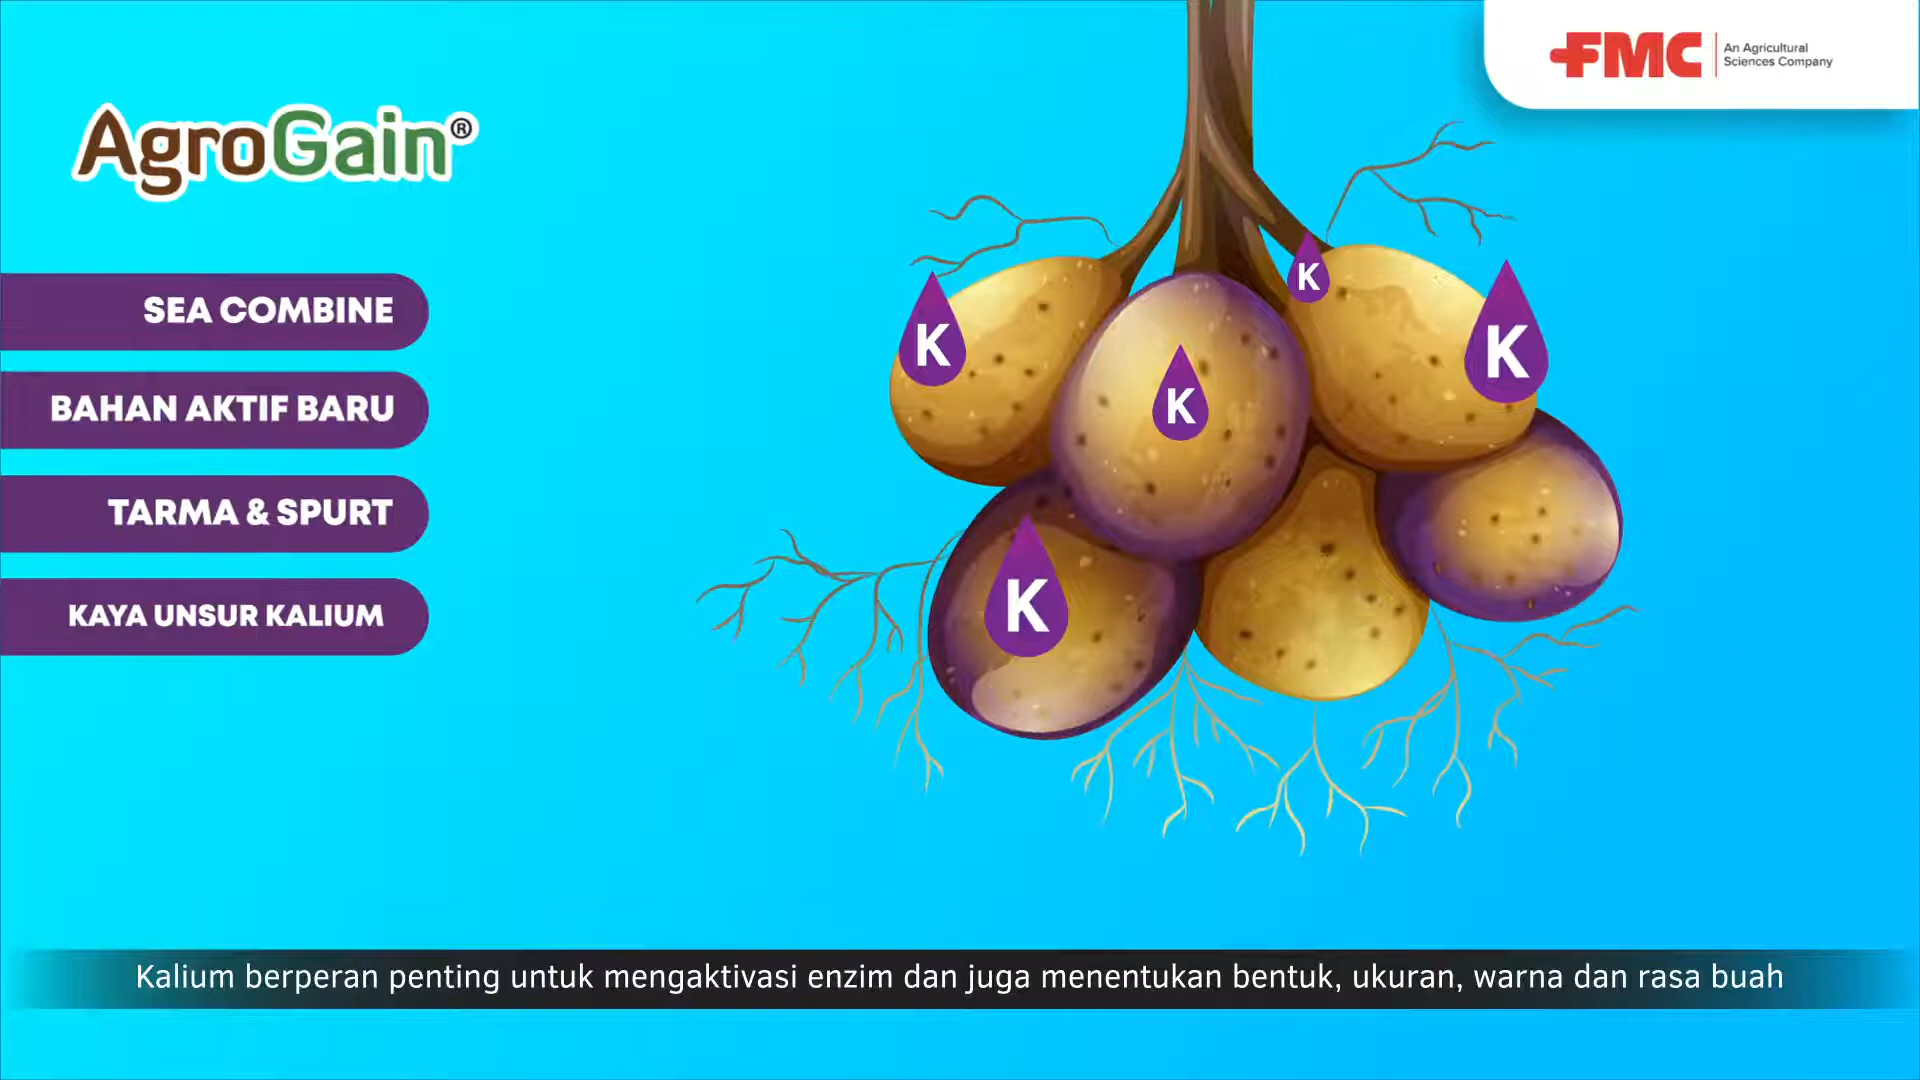 FMC
An Agricultural
Sciences Company
AgroGain®
SEA COMBINE
BAHAN AKTIF BARU
TARMA & SPURT
KAYA UNSUR KALIUM
K
K
K
K
K
Kalium berperan penting untuk mengaktivasi enzim dan juga menentukan bentuk, ukuran, warna dan rasa buah